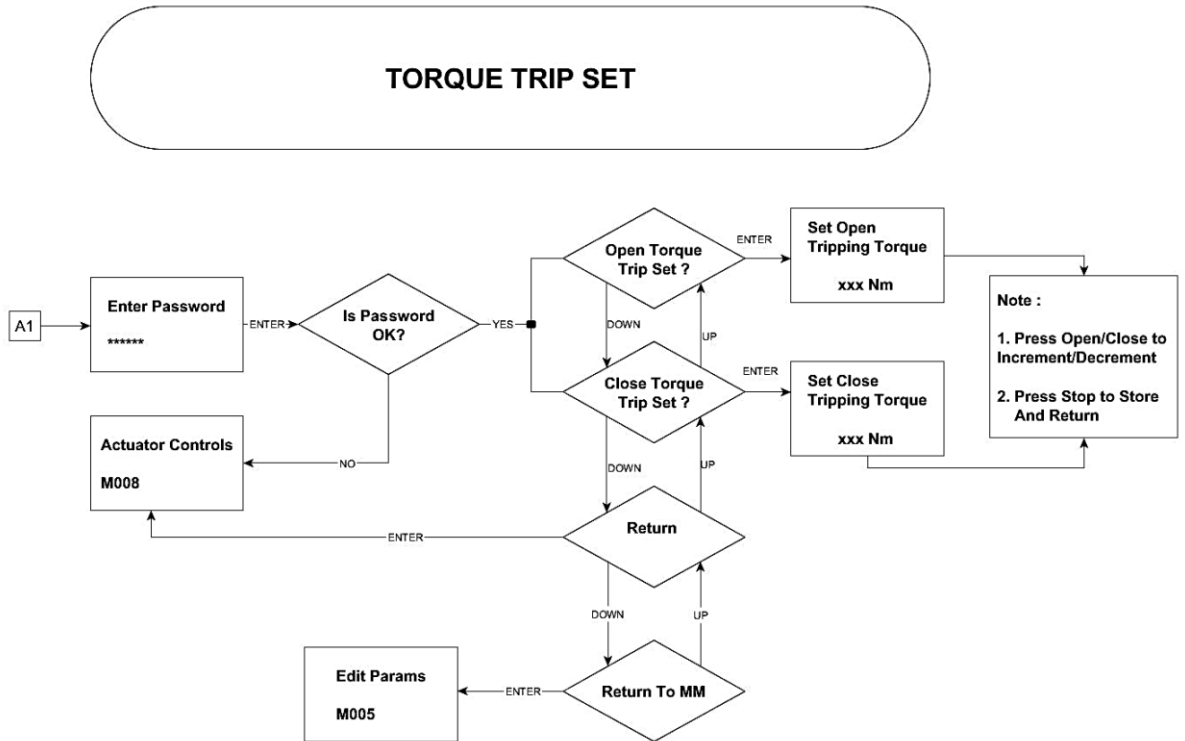 TORQUE TRIP SET
A1
Enter Password
******
ENTER
Is Password
OK?
YES
NO
Actuator Controls
M008
Open Torque
Trip Set ?
ENTER
Set Open
Tripping Torque
xxx Nm
DOWN
UP
Close Torque
Trip Set ?
ENTER
Set Close
Tripping Torque
xxx Nm
Note :
1. Press Open/Close to
Increment/Decrement
2. Press Stop to Store
And Return
DOWN
UP
Return
ENTER
DOWN
UP
Return To MM
ENTER
Edit Params
M005